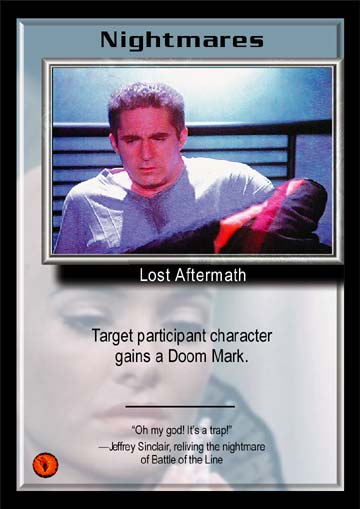 Nightmares
Lost Aftermath
Target participant character
gains a Doom Mark.
“Oh my god! It's a trap!”
—Jeffrey Sinclair, reliving the nightmare
of Battle of the Line